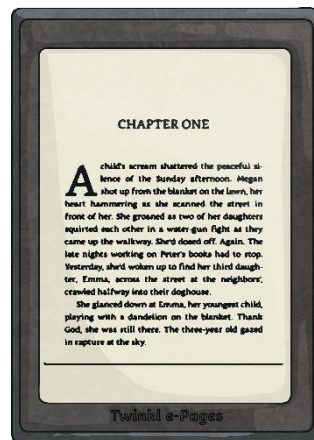 CHAPTER ONE
A child's scream shattered the peaceful si-
lence of the Sunday afternoon. Megan
shot up from the blanket on the lawn, her
heart hammering as she scanned the street in
front of her. She groaned as two of her daughters
squirted each other in a water-gun fight as they
came up the walkway. She'd dozed off. Again. The
late nights working on Peter's books had to stop.
Yesterday, she'd woken up to find her third daugh-
ter, Emma, across the street at the neighbors',
crawled halfway into their doghouse.
She glanced down at Emma, her youngest child,
playing with a dandelion on the blanket. Thank
God, she was still there. The three-year old gazed
in rapture at the sky.
Twinkl e-Pages